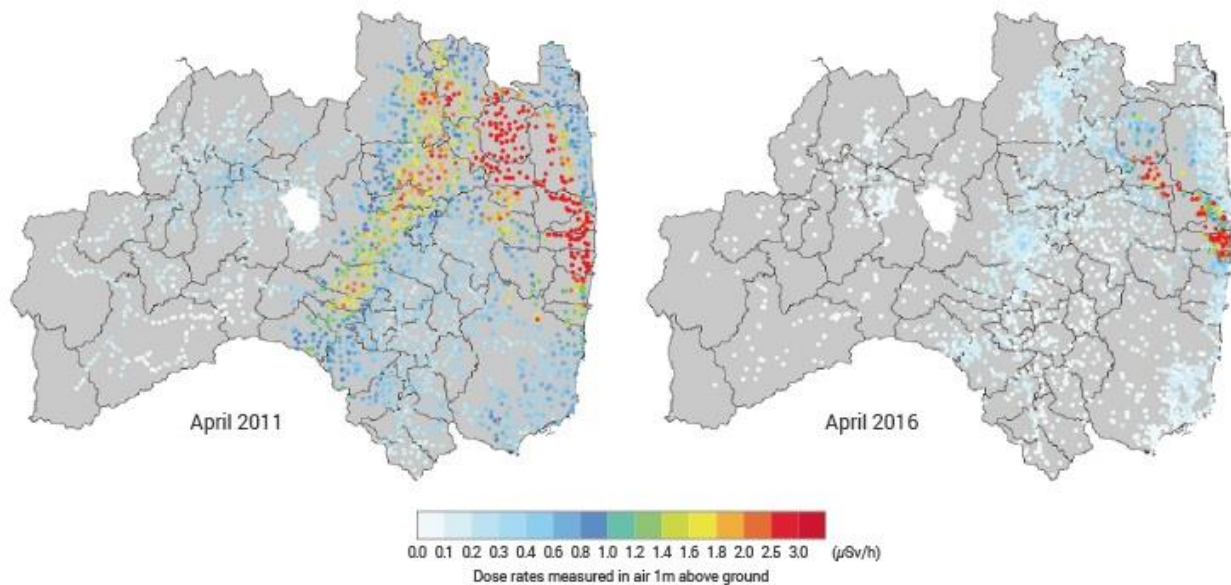 April 2011
April 2016
0.0 0.1 0.2 0.3 0.4 0.6 0.8 1.0 1.2 1.4 1.6 1.8 2.0 2.5 3.0 (μSv/h)
Dose rates measured in air 1m above ground